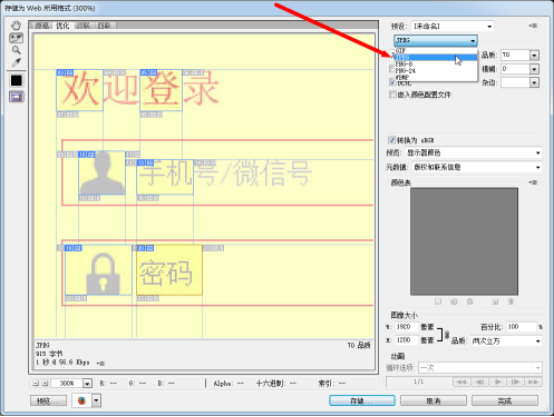 存储为 Web 所用格式 (300%)
原稿 优化 双联 四联
预设: [未命名]
JPEG
GIF
JPEG
PNG-8
PNG-24
WBMP
品质: 70
模糊: 0
杂边:
优化
嵌入颜色配置文件
转换为 sRGB
预览: 显示器颜色
元数据: 版权和联系信息
颜色表
欢迎登录
手机号/微信号
密码
图像大小
W: 1920 像素
百分比: 100 %
H: 1200 像素
品质: 两次立方
动画
循环选项: 一次
1/1
JPEG
70 品质
915 字节
1 秒 @ 56.6 Kbps
300%
R: -- G: -- B: -- Alpha: -- 十六进制: -- 索引: --
预览...
存储...
取消
完成